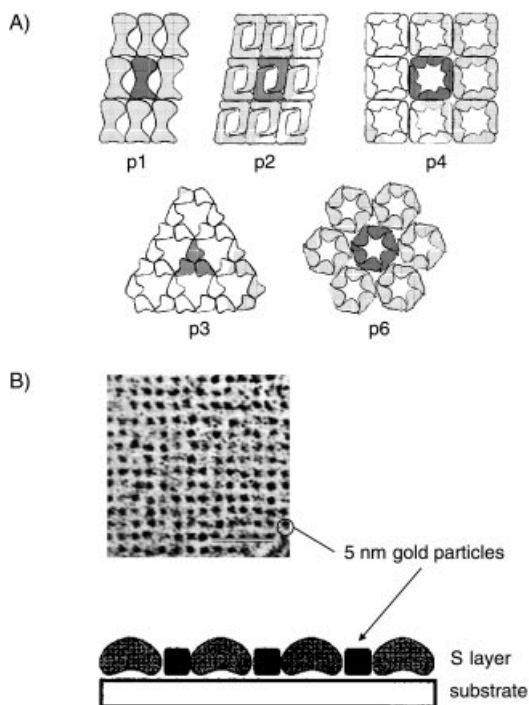 A)
p1
p2
p4
p3
p6
B)
5 nm gold particles
S layer
substrate